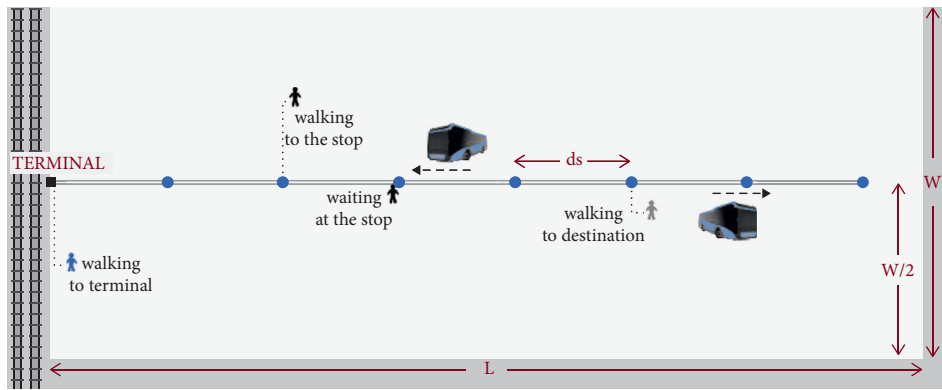 walking
to the stop
TERMINAL
ds
waiting
at the stop
walking
to destination
W
walking
to terminal
W/2
L